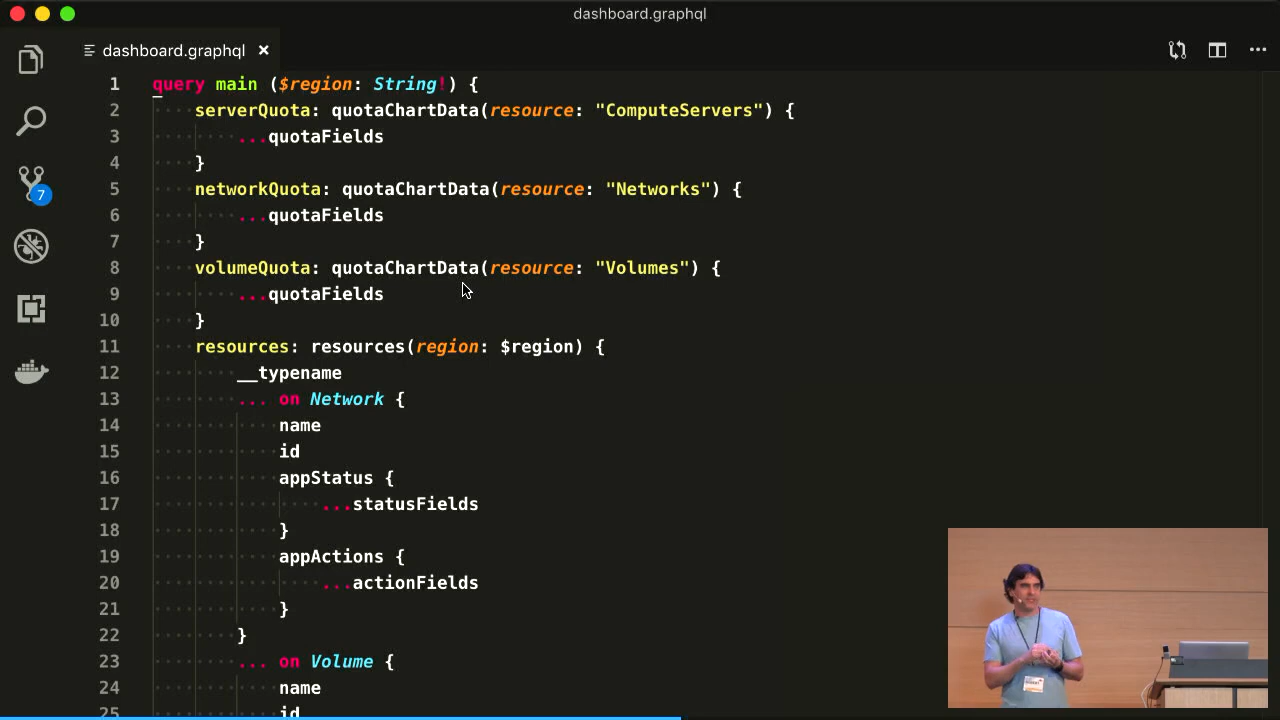 dashboard.graphql
dashboard.graphql ×
1 query main ($region: String!) {
2 serverQuota: quotaChartData(resource: "ComputeServers") {
3 ...quotaFields
4 }
5 networkQuota: quotaChartData(resource: "Networks") {
6 ...quotaFields
7 }
8 volumeQuota: quotaChartData(resource: "Volumes") {
9 ...quotaFields
10 }
11 resources: resources(region: $region) {
12 __typename
13 ... on Network {
14 name
15 id
16 appStatus {
17 ...statusFields
18 }
19 appActions {
20 ...actionFields
21 }
22 }
23 ... on Volume {
24 name
25 id
7